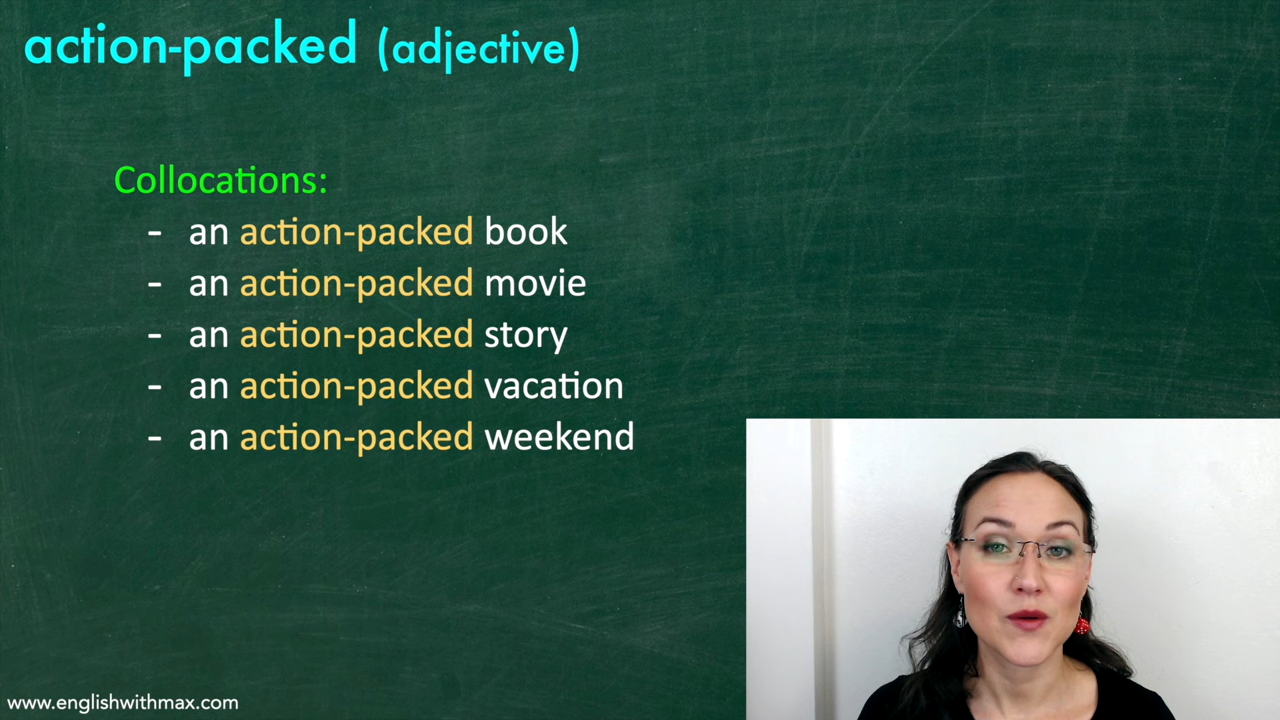 action-packed (adjective)
Collocations:
- an action-packed book
- an action-packed movie
- an action-packed story
- an action-packed vacation
- an action-packed weekend
www.englishwithmax.com